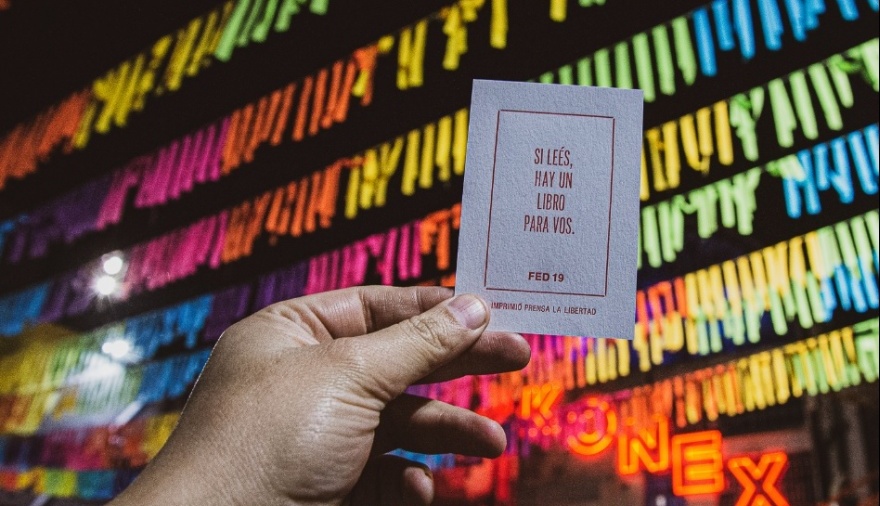 SI LEÉS,
HAY UN
LIBRO
PARA VOS.
FED 19
IMPRIMIÓ PRENSA LA LIBERTAD
KONEX